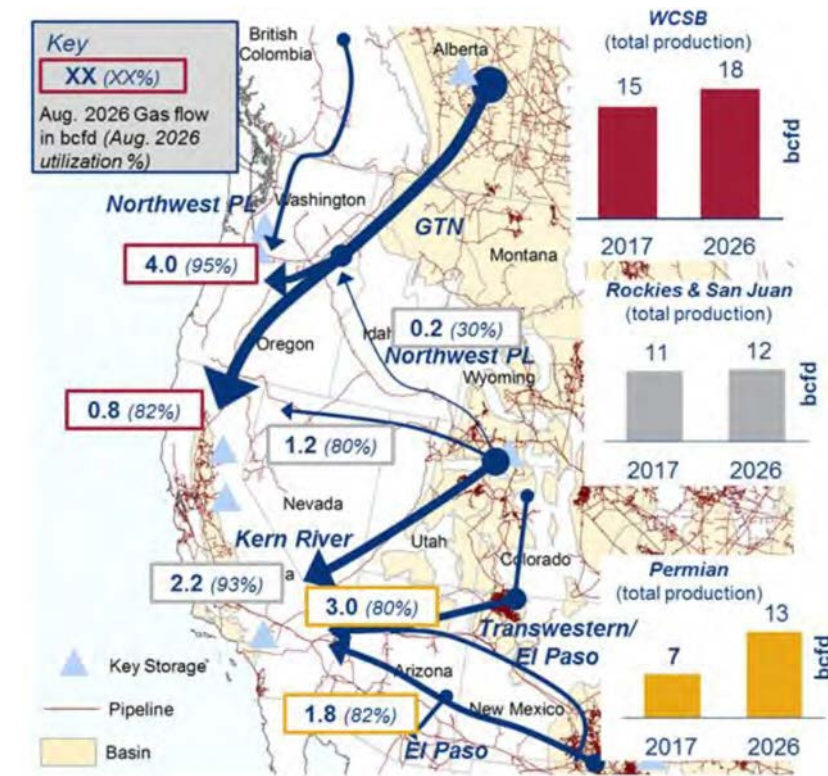 Key
XX (XX%)
Aug. 2026 Gas flow
in bcfd (Aug. 2026
utilization %)
British
Colombia
Alberta
WCSB
(total production)
15
18
bcfd
2017
2026
Washington
Northwest PL
GTN
Montana
4.0 (95%)
Rockies & San Juan
(total production)
11
12
bcfd
2017
2026
Idah
0.2 (30%)
Northwest PL
Oregon
Wyoming
0.8 (82%)
1.2 (80%)
Nevada
Kern River
Utah
Colorado
a
2.2 (93%)
3.0 (80%)
Permian
(total production)
7
13
bcfd
2017
2026
Transwestern/
El Paso
Key Storage
Arizona
Pipeline
1.8 (82%)
New Mexico
Basin
El Paso